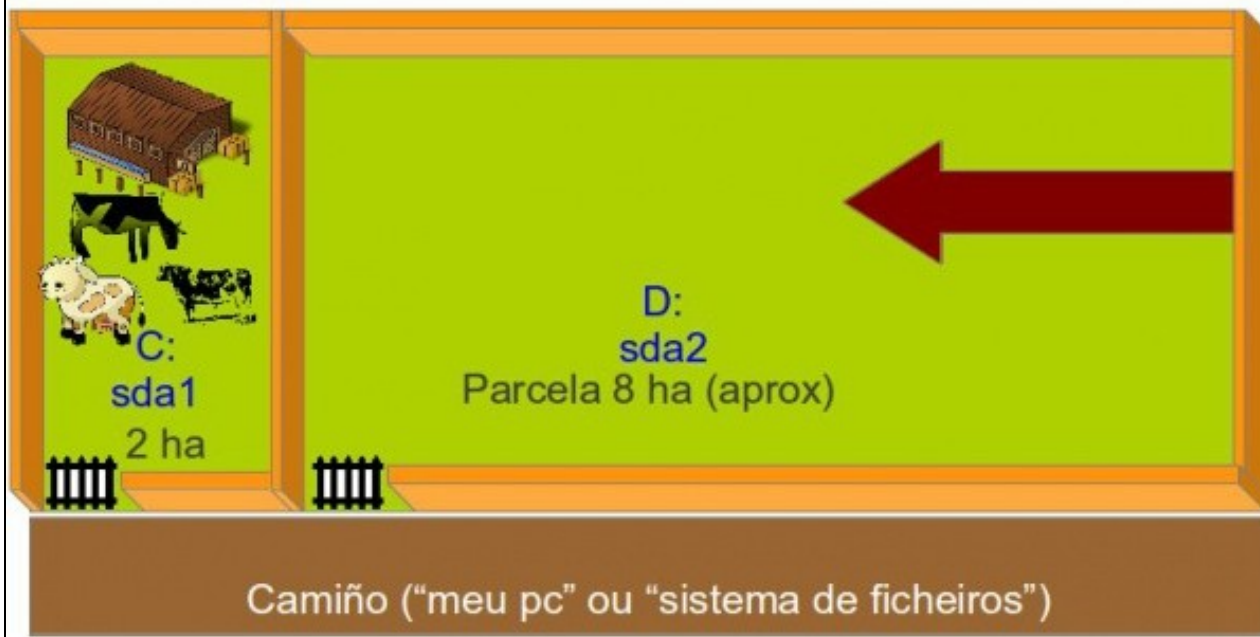 C:
sda1
2 ha
D:
sda2
Parcela 8 ha (aprox)
Camiño (“meu pc” ou “sistema de ficheiros”)